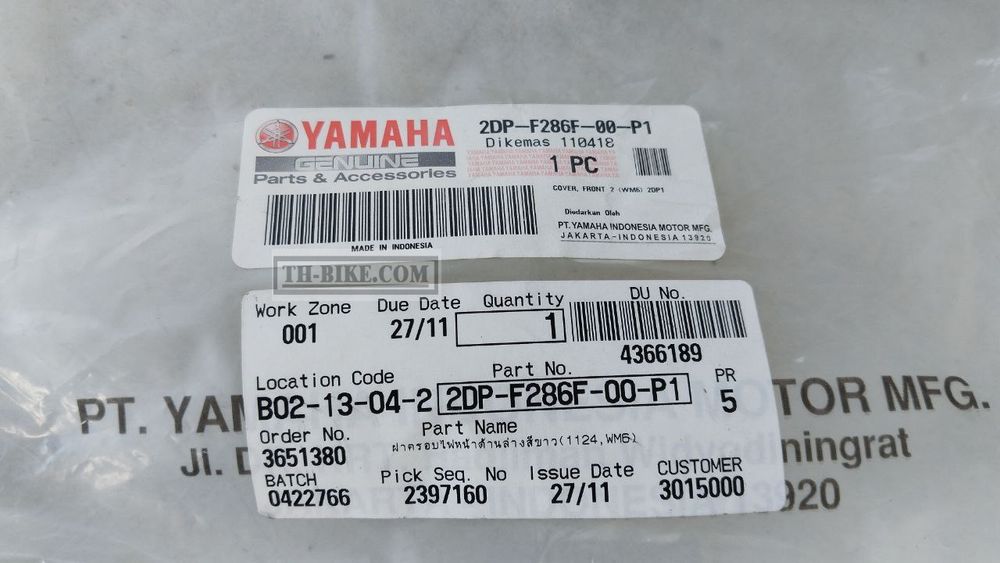 YAMAHA
GENUINE
Parts & Accessories
MADE IN INDONESIA
2DP-F286F-00-P1
Dikemas 110418
1 PC
COVER, FRONT 2 (WM6) 2DP1
Diedarkan Oleh
PT.YAMAHA INDONESIA MOTOR MFG.
JAKARTA-INDONESIA 13920
TH-BIKE.COM
Work Zone Due Date Quantity DU No.
001 27/11 1
4366189
Location Code Part No. PR
B02-13-04-2 2DP-F286F-00-P1 5
Order No. Part Name
3651380 ฝาครอบไฟหน้าด้านล่างสีขาว(1124,WM6)
BATCH Pick Seq. No Issue Date CUSTOMER
0422766 2397160 27/11 3015000
PT. YAM TOR MFG.
Jl. D diningrat
3920